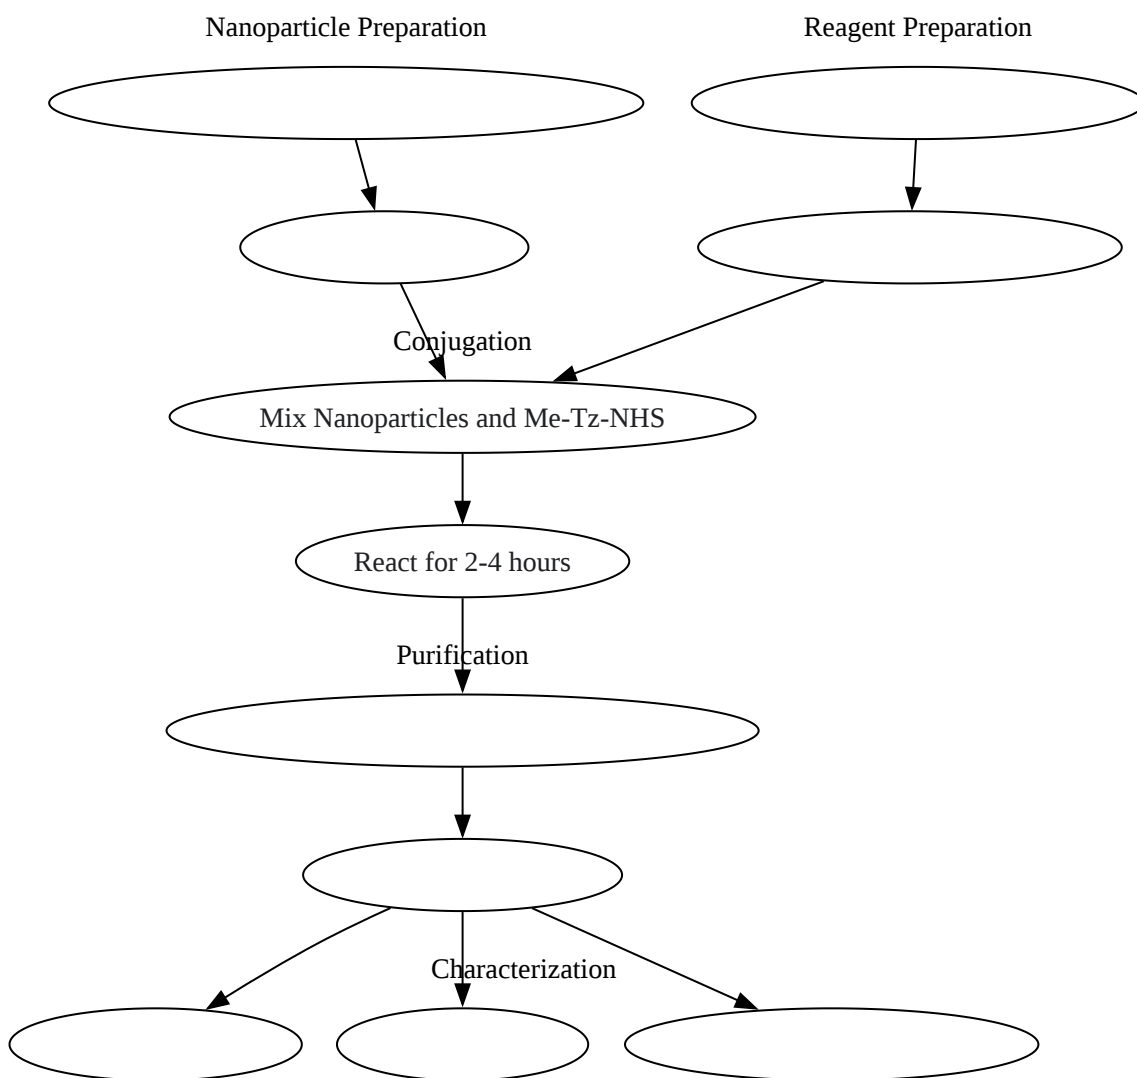 Nanoparticle Preparation
Reagent Preparation
Conjugation
Mix Nanoparticles and Me-Tz-NHS
React for 2-4 hours
Purification
Characterization